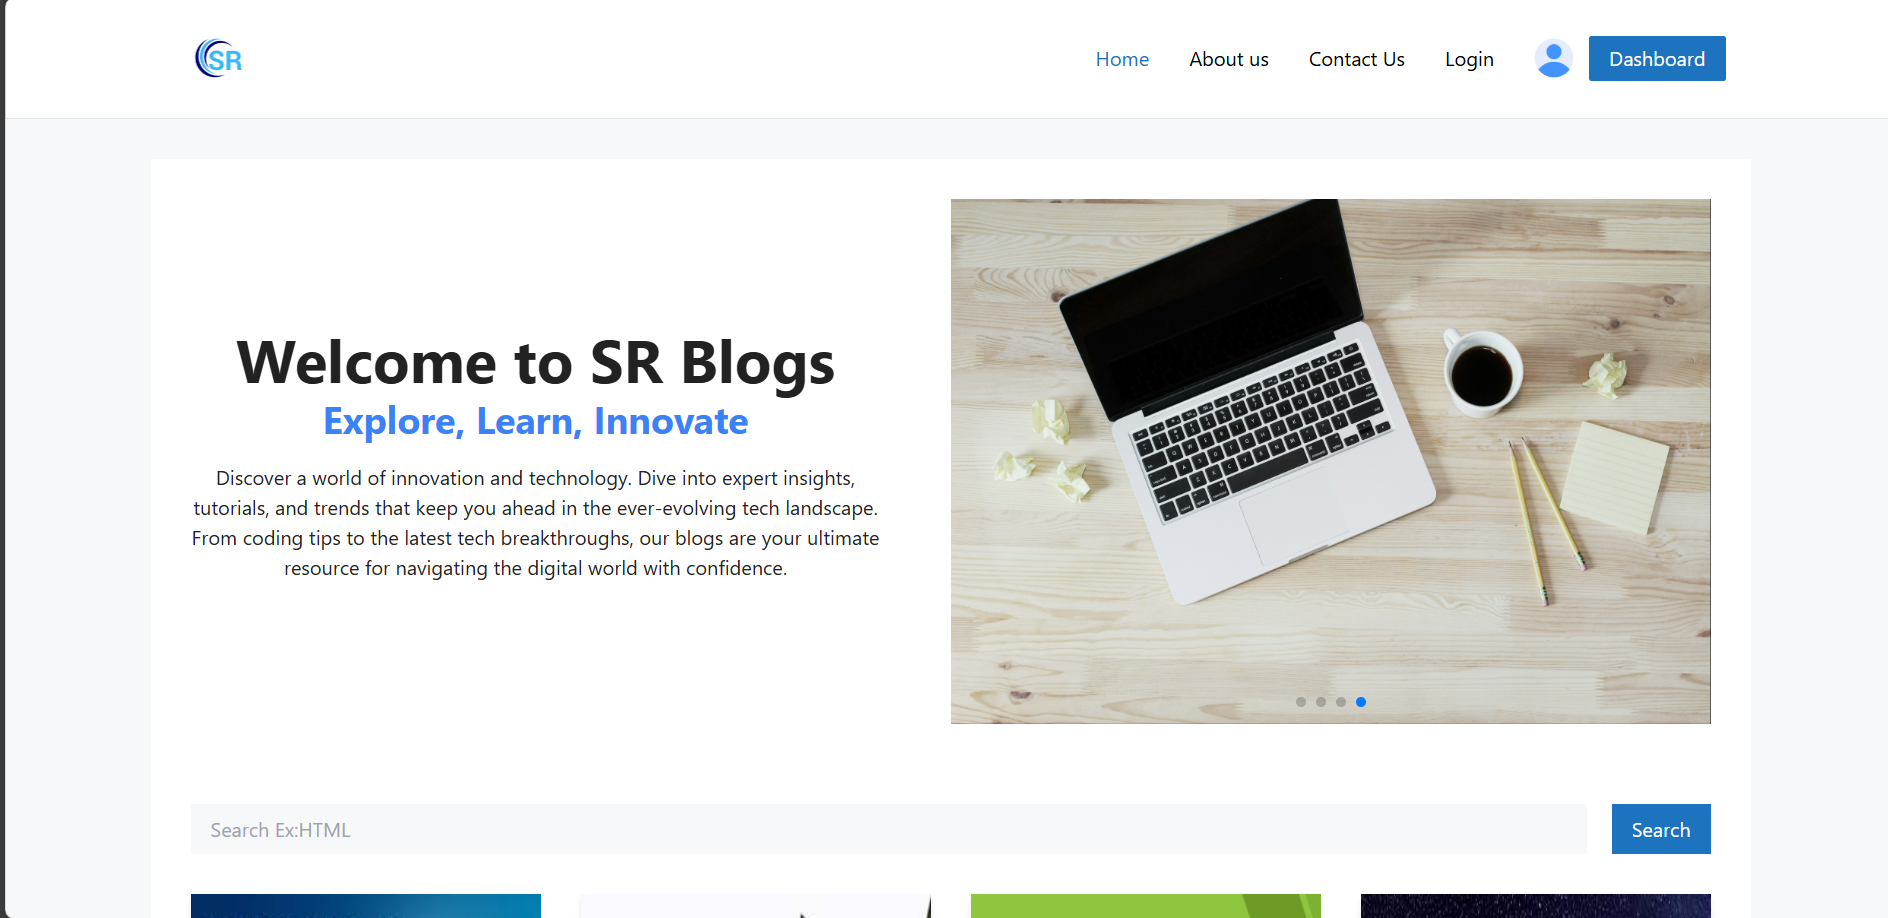 SR
Home
About us
Contact Us
Login
Dashboard
Welcome to SR Blogs
Explore, Learn, Innovate
Discover a world of innovation and technology. Dive into expert insights,
tutorials, and trends that keep you ahead in the ever-evolving tech landscape.
From coding tips to the latest tech breakthroughs, our blogs are your ultimate
resource for navigating the digital world with confidence.
Search Ex:HTML
Search